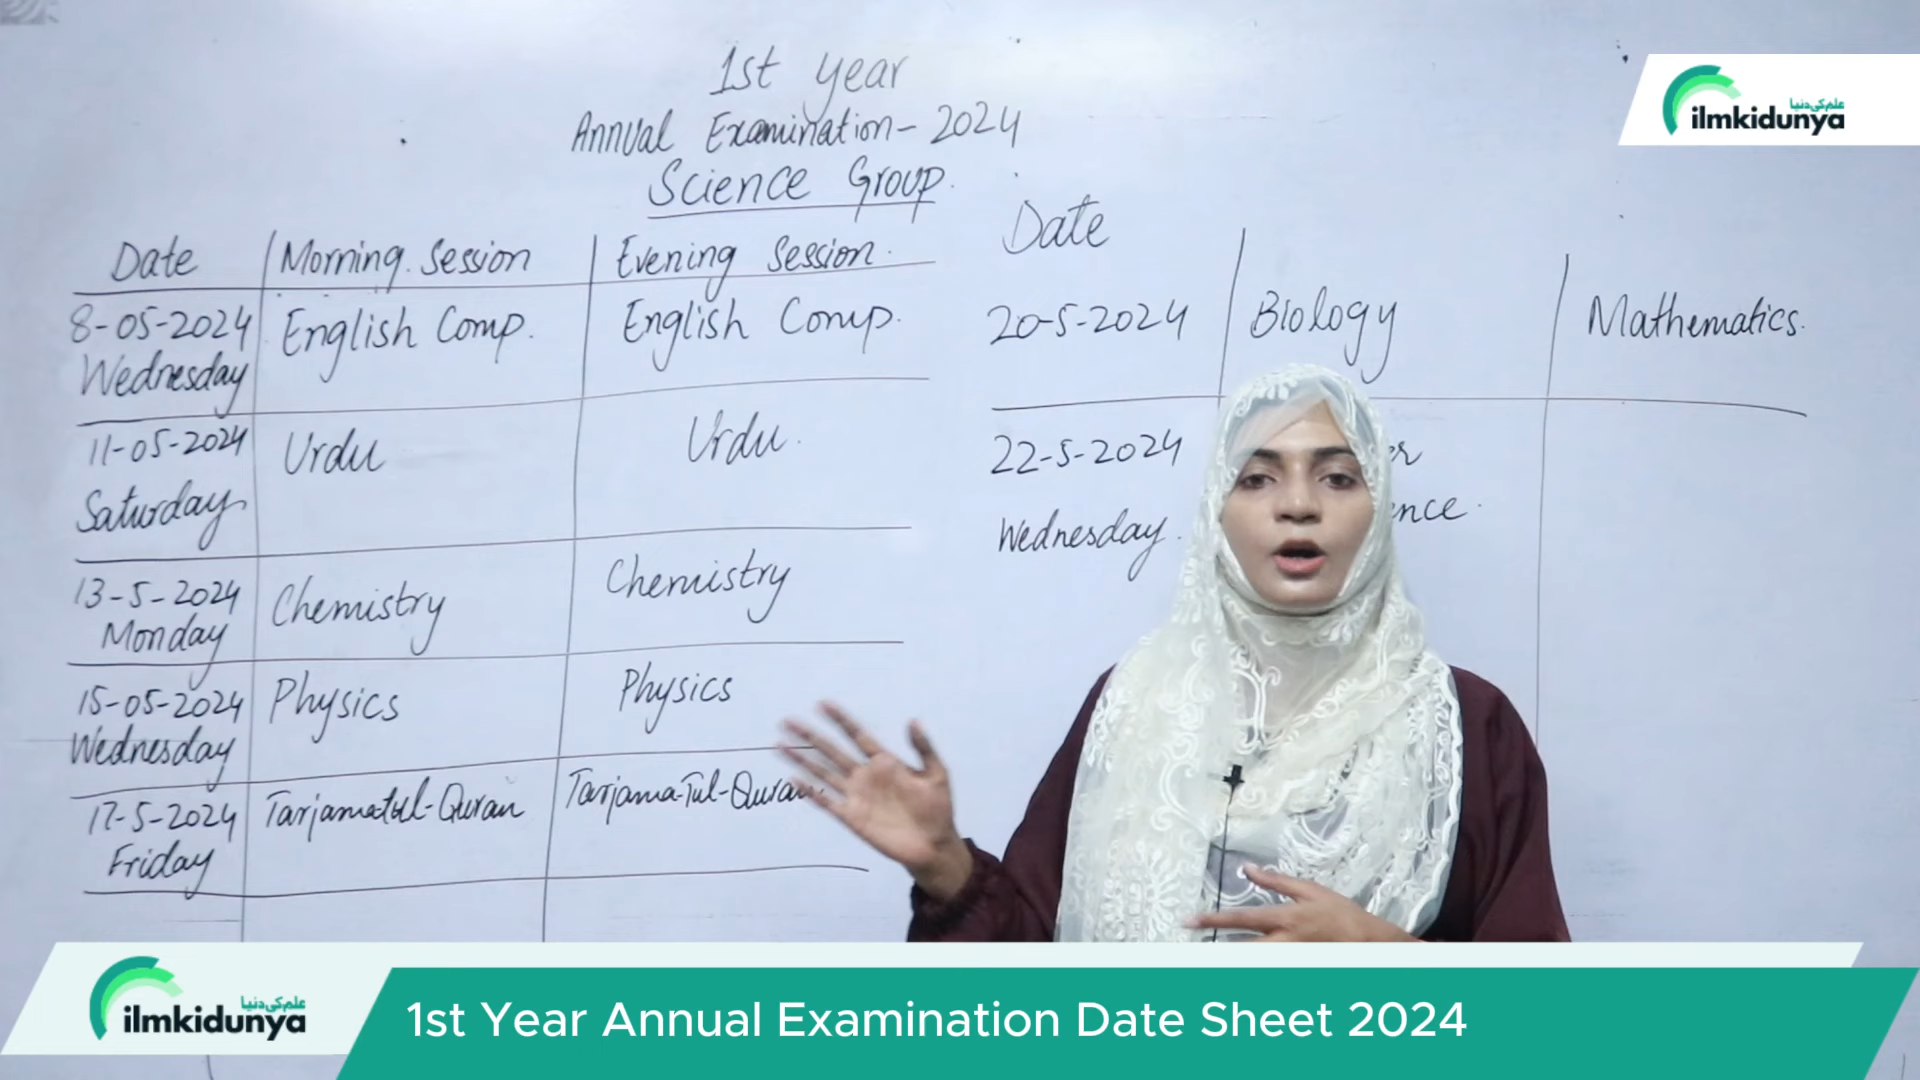 1st year
Annual Examination - 2024
Science Group.
Date Morning. Session Evening Session.
8-05-2024 English Comp. English Comp.
Wednesday
11-05-2024 Urdu Urdu.
Saturday
13-5-2024 Chemistry Chemistry
Monday
15-05-2024 Physics Physics
Wednesday
17-5-2024 Tarjamatul-Quran Tarjama-Tul-Quran
Friday
Date
20-5-2024 Biology Mathematics.
22-5-2024
Wednesday.
علم کی دنیا
ilmkidunya
علم کی دنیا
ilmkidunya
1st Year Annual Examination Date Sheet 2024